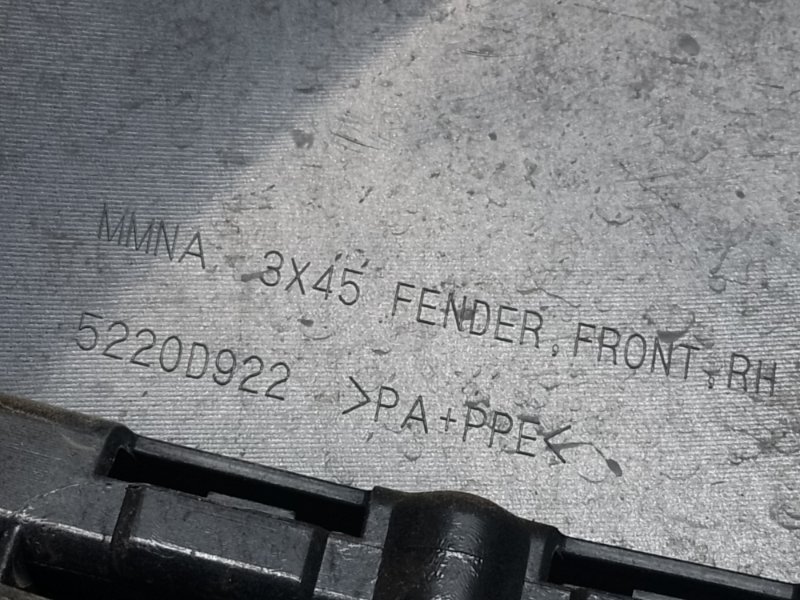 MMNA 3X45 FENDER, FRONT, RH
5220D922 >PA+PPE<